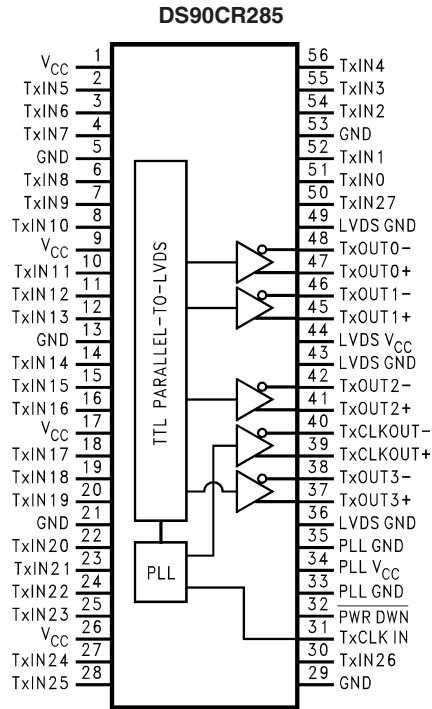 DS90CR285
VCC 1 56 TxIN4
TxIN5 2 55 TxIN3
TxIN6 3 54 TxIN2
TxIN7 4 53 GND
GND 5 52 TxIN1
TxIN8 6 51 TxIN0
TxIN9 7 50 TxIN27
TxIN10 8 49 LVDS GND
VCC 9 48 TxOUT0-
TxIN11 10 47 TxOUT0+
TxIN12 11 46 TxOUT1-
TxIN13 12 45 TxOUT1+
GND 13 44 LVDS VCC
TxIN14 14 43 LVDS GND
TxIN15 15 42 TxOUT2-
TxIN16 16 41 TxOUT2+
VCC 17 40 TxCLKOUT-
TxIN17 18 39 TxCLKOUT+
TxIN18 19 38 TxOUT3-
TxIN19 20 37 TxOUT3+
GND 21 36 LVDS GND
TxIN20 22 35 PLL GND
TxIN21 23 34 PLL VCC
TxIN22 24 33 PLL GND
TxIN23 25 32 PWR DWN
VCC 26 31 TxCLK IN
TxIN24 27 30 TxIN26
TxIN25 28 29 GND
TTL PARALLEL-TO-LVDS
PLL